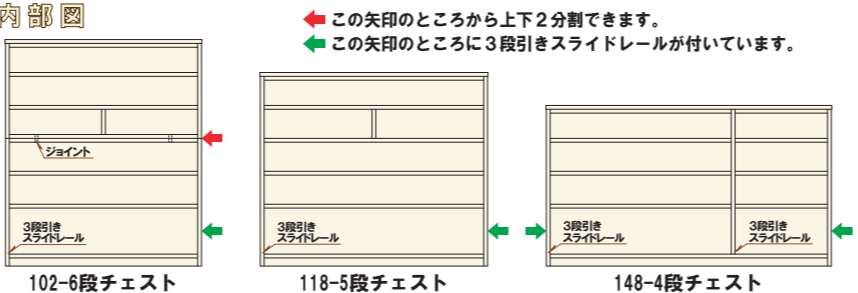 内部図
この矢印のところから上下２分割できます。
この矢印のところに３段引きスライドレールが付いています。
ジョイント
3段引き
スライドレール
3段引き
スライドレール
3段引き
スライドレール
3段引き
スライドレール
102-6段チェスト
118-5段チェスト
148-4段チェスト